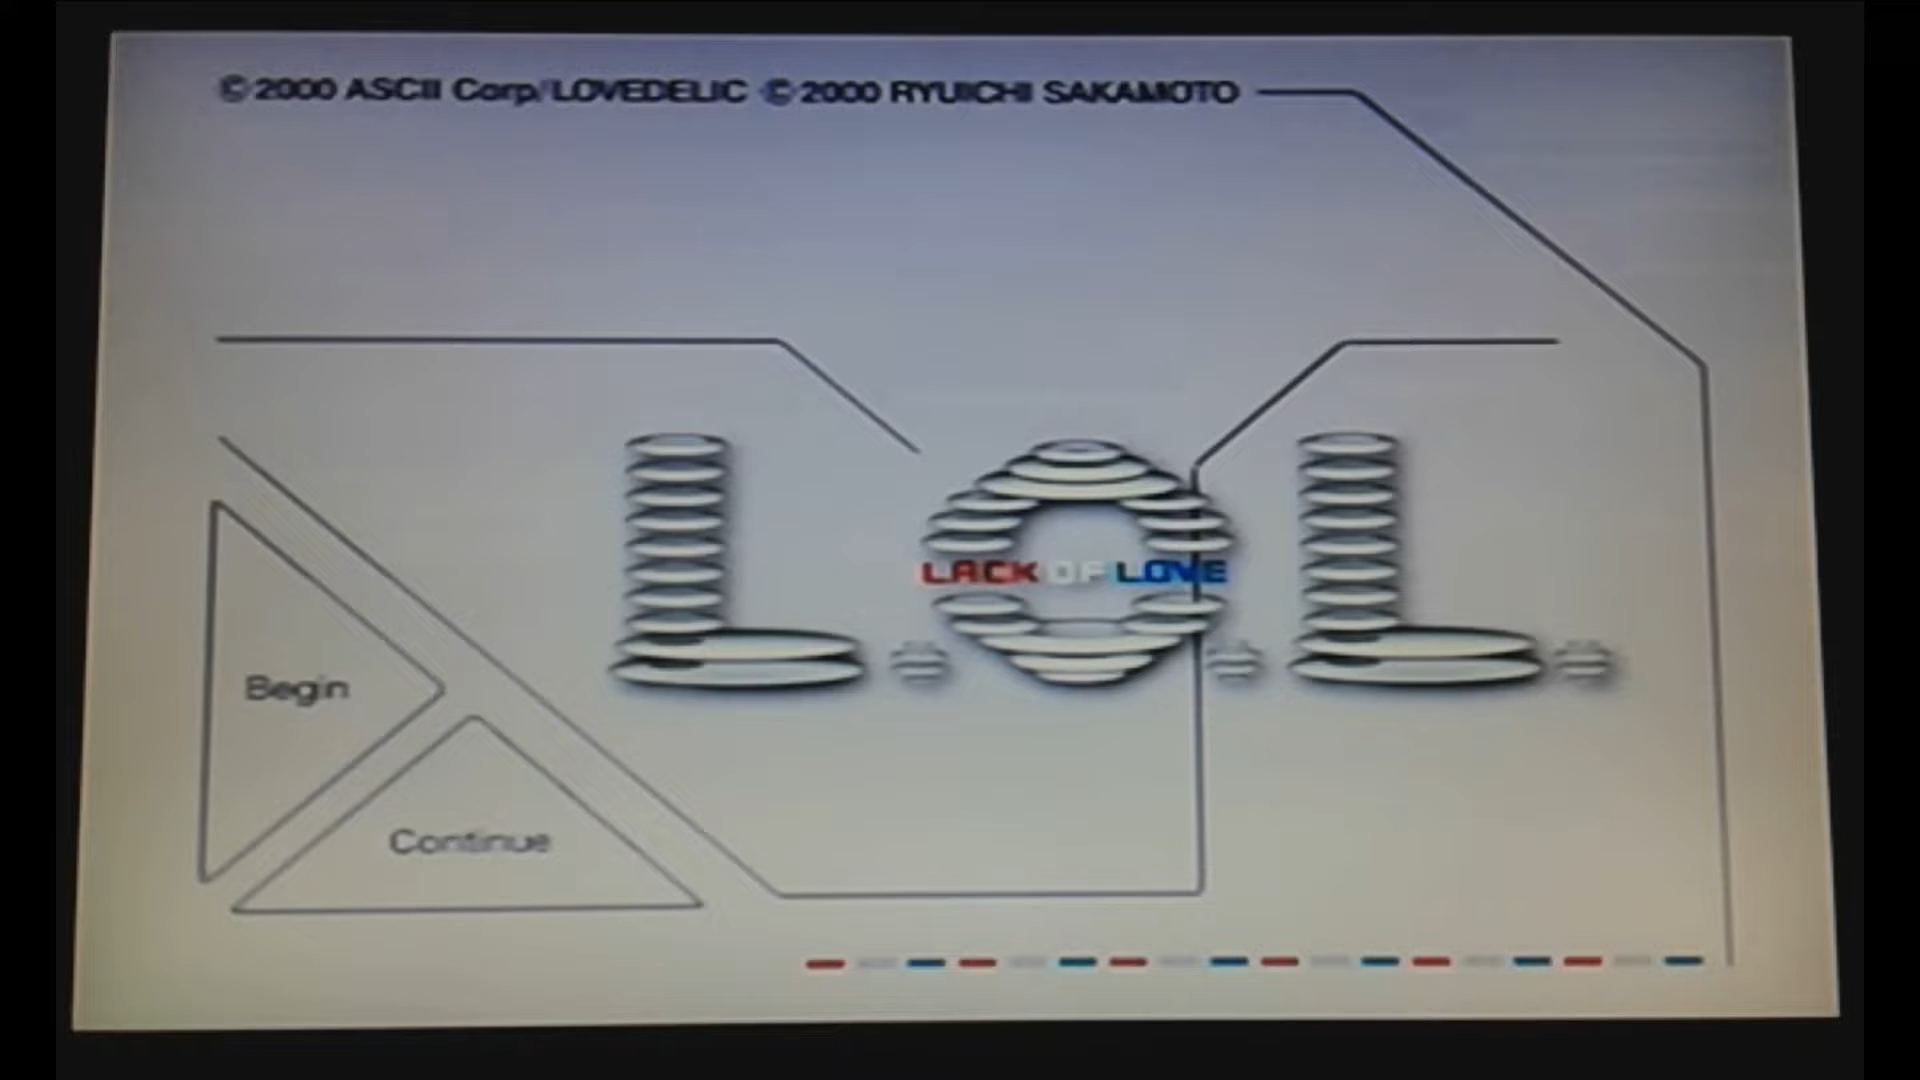 © 2000 ASCII Corp/LOVEDELIC © 2000 RYUICHI SAKAMOTO
L.O.L.
LACK OF LOVE
Begin
Continue